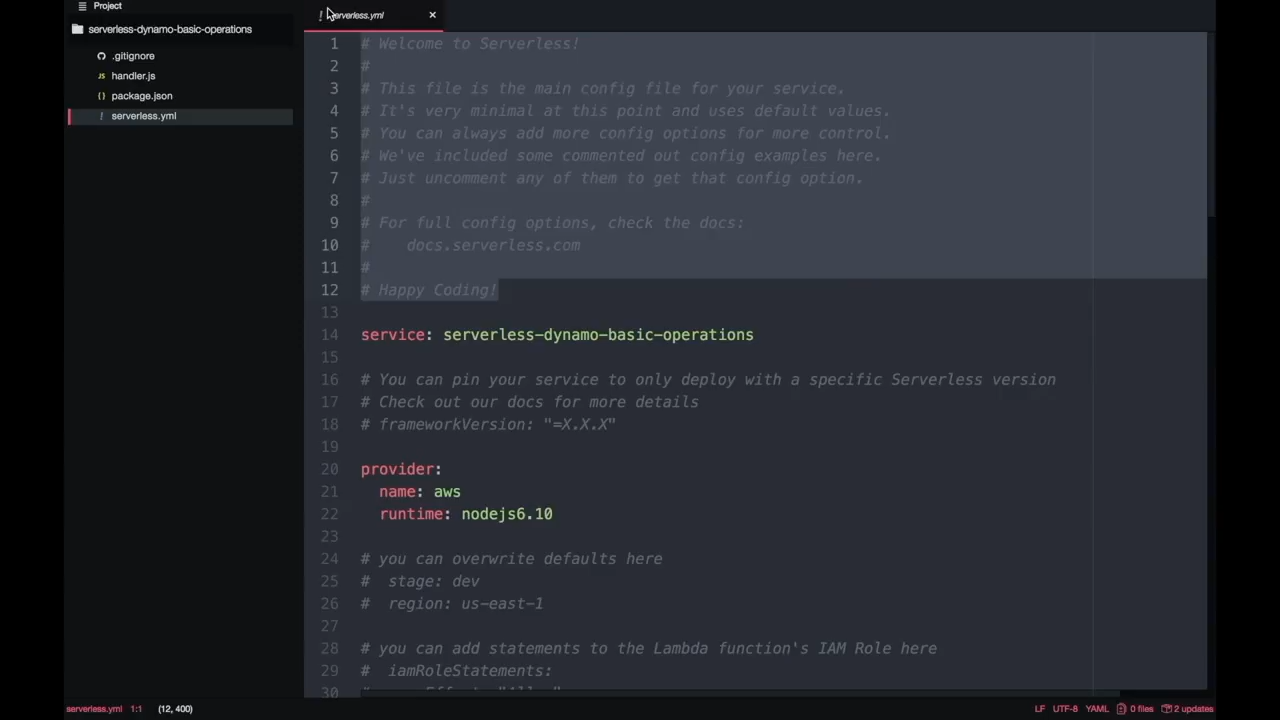 Project
serverless-dynamo-basic-operations
.gitignore
JS handler.js
{} package.json
! serverless.yml
! serverless.yml ×
1 # Welcome to Serverless!
2 #
3 # This file is the main config file for your service.
4 # It's very minimal at this point and uses default values.
5 # You can always add more config options for more control.
6 # We've included some commented out config examples here.
7 # Just uncomment any of them to get that config option.
8 #
9 # For full config options, check the docs:
10 #    docs.serverless.com
11 #
12 # Happy Coding!
13
14 service: serverless-dynamo-basic-operations
15
16 # You can pin your service to only deploy with a specific Serverless version
17 # Check out our docs for more details
18 # frameworkVersion: "=X.X.X"
19
20 provider:
21   name: aws
22   runtime: nodejs6.10
23
24 # you can overwrite defaults here
25 #  stage: dev
26 #  region: us-east-1
27
28 # you can add statements to the Lambda function's IAM Role here
29 #  iamRoleStatements:
30
serverless.yml 1:1 (12, 400) LF UTF-8 YAML 0 files 2 updates